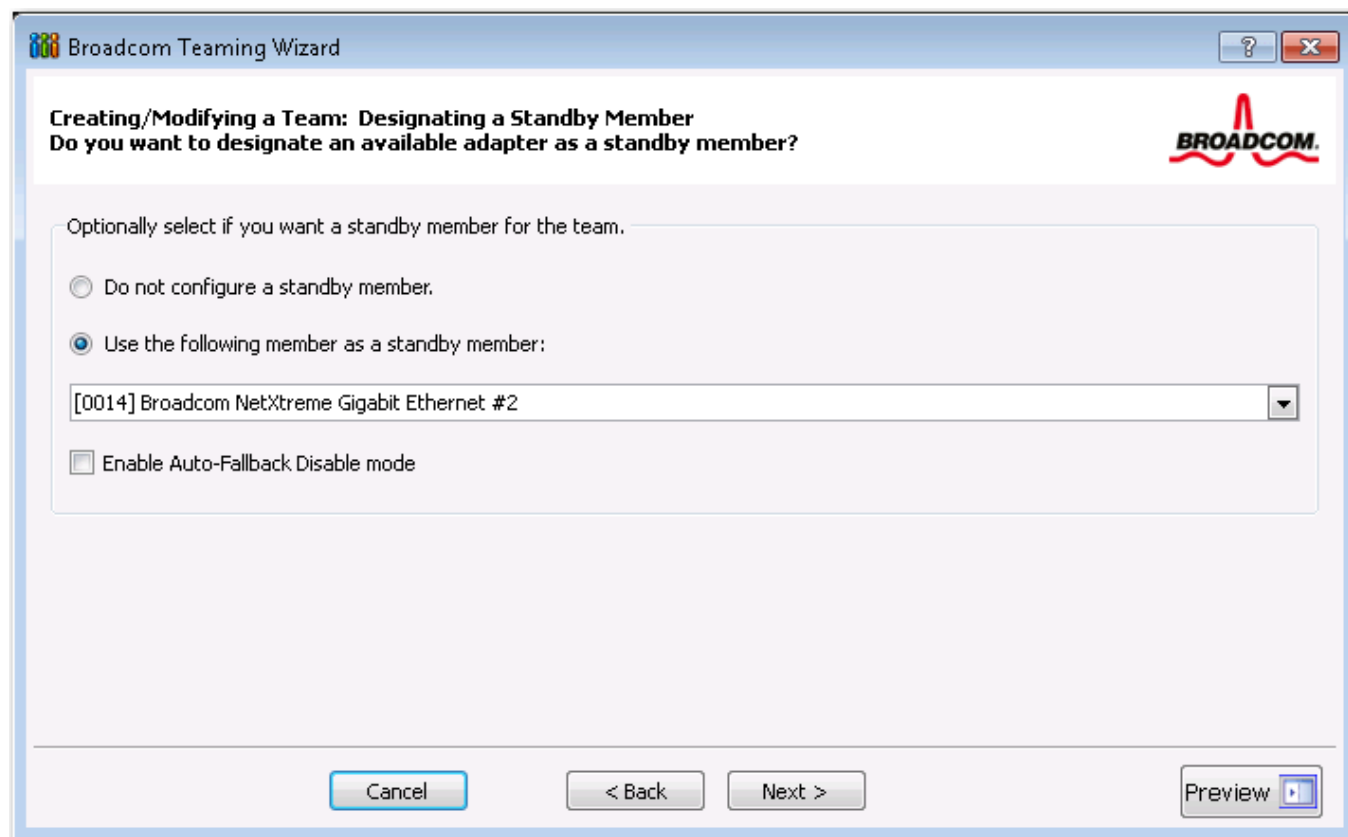 Broadcom Teaming Wizard
Creating/Modifying a Team: Designating a Standby Member
Do you want to designate an available adapter as a standby member?
BROADCOM.
Optionally select if you want a standby member for the team.
Do not configure a standby member.
Use the following member as a standby member:
[0014] Broadcom NetXtreme Gigabit Ethernet #2
Enable Auto-Fallback Disable mode
Cancel
< Back
Next >
Preview